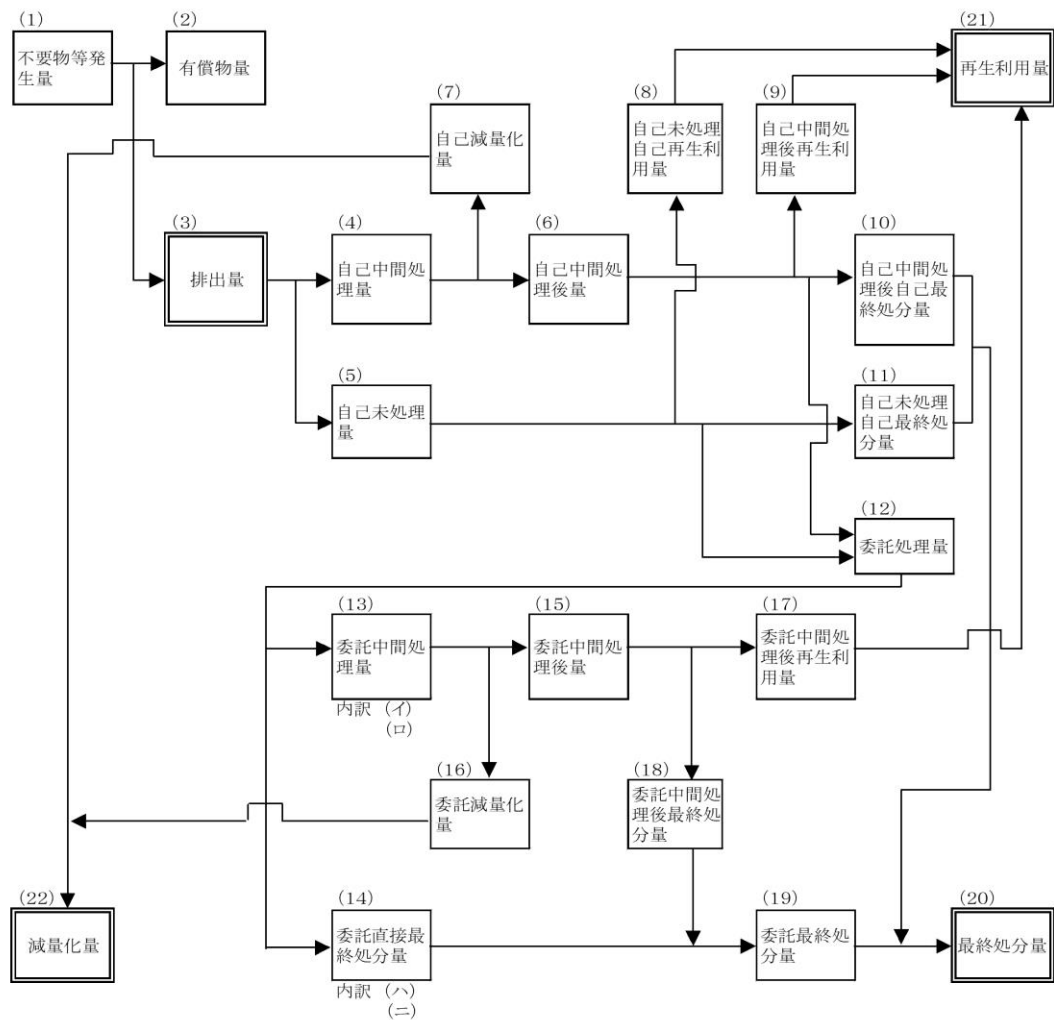 (1)
不要物等発
生量
(2)
有償物量
(21)
再生利用量
(7)
自己減量化
量
(8)
自己未処理
自己再生利
用量
(9)
自己中間処
理後再生利
用量
(3)
排出量
(4)
自己中間処
理量
(6)
自己中間処
理後量
(10)
自己中間処
理後自己最
終処分量
(5)
自己未処理
量
(11)
自己未処理
自己最終処
分量
(12)
委託処理量
(13)
委託中間処
理量
内訳 (イ)
(ロ)
(15)
委託中間処
理後量
(17)
委託中間処
理後再生利
用量
(16)
委託減量化
量
(18)
委託中間処
理後最終処
分量
(22)
減量化量
(14)
委託直接最
終処分量
内訳 (ハ)
(ニ)
(19)
委託最終処
分量
(20)
最終処分量